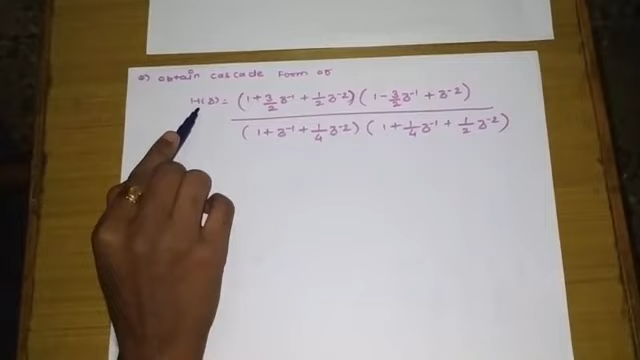 a) obtain cascade form of
H(z) = (1 + 3/2 z⁻¹ + 1/2 z⁻²) (1 - 3/2 z⁻¹ + z⁻²)
(1 + z⁻¹ + 1/4 z⁻²) (1 + 1/4 z⁻¹ + 1/2 z⁻²)